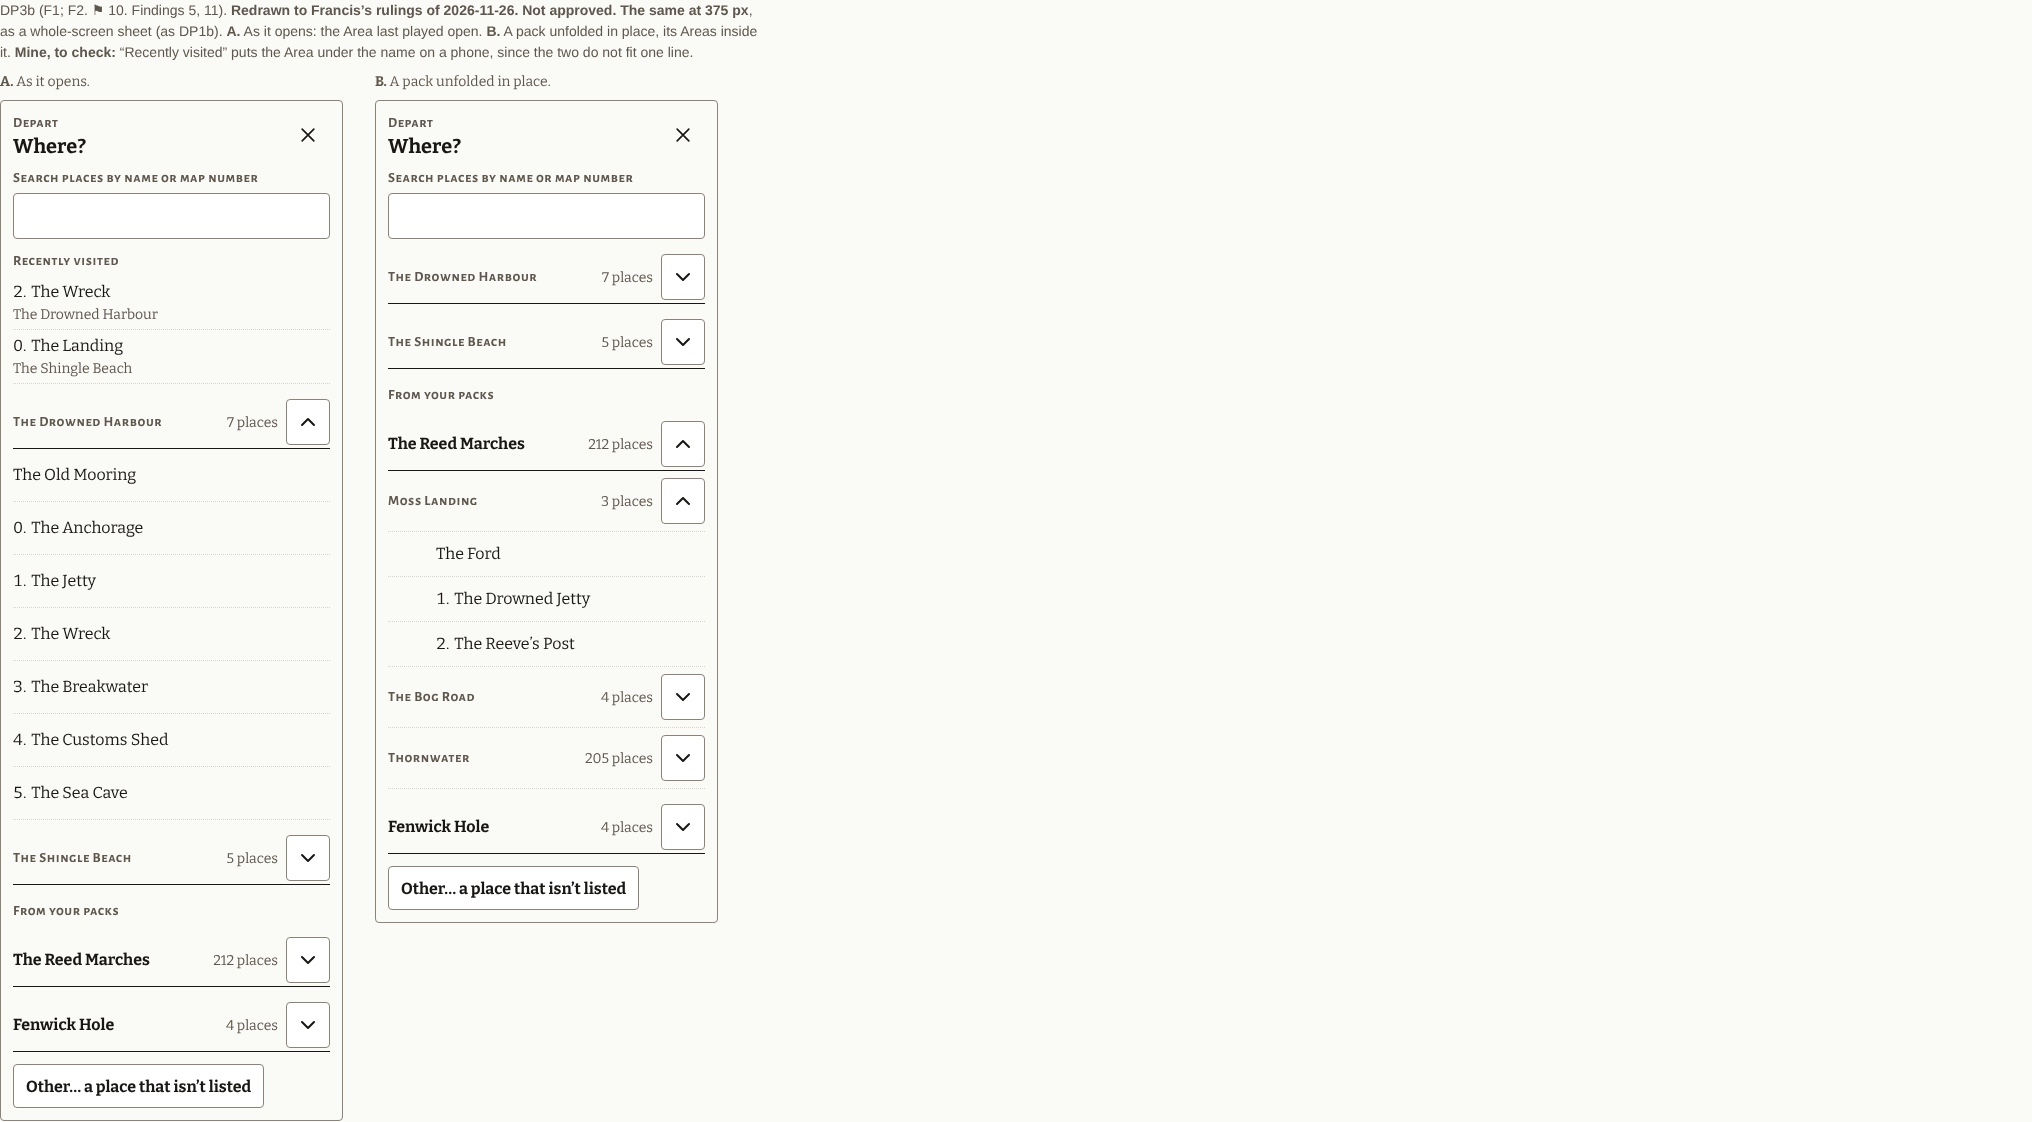 DP3b (F1; F2. ⚑ 10. Findings 5, 11). Redrawn to Francis’s rulings of 2026-11-26. Not approved. The same at 375 px,
as a whole-screen sheet (as DP1b). A. As it opens: the Area last played open. B. A pack unfolded in place, its Areas inside
it. Mine, to check: “Recently visited” puts the Area under the name on a phone, since the two do not fit one line.
A. As it opens.
Depart
Where?
Search places by name or map number
Recently visited
2. The Wreck
The Drowned Harbour
0. The Landing
The Shingle Beach
The Drowned Harbour 7 places
The Old Mooring
0. The Anchorage
1. The Jetty
2. The Wreck
3. The Breakwater
4. The Customs Shed
5. The Sea Cave
The Shingle Beach 5 places
From your packs
The Reed Marches 212 places
Fenwick Hole 4 places
Other… a place that isn’t listed
B. A pack unfolded in place.
Depart
Where?
Search places by name or map number
The Drowned Harbour 7 places
The Shingle Beach 5 places
From your packs
The Reed Marches 212 places
Moss Landing 3 places
The Ford
1. The Drowned Jetty
2. The Reeve’s Post
The Bog Road 4 places
Thornwater 205 places
Fenwick Hole 4 places
Other… a place that isn’t listed